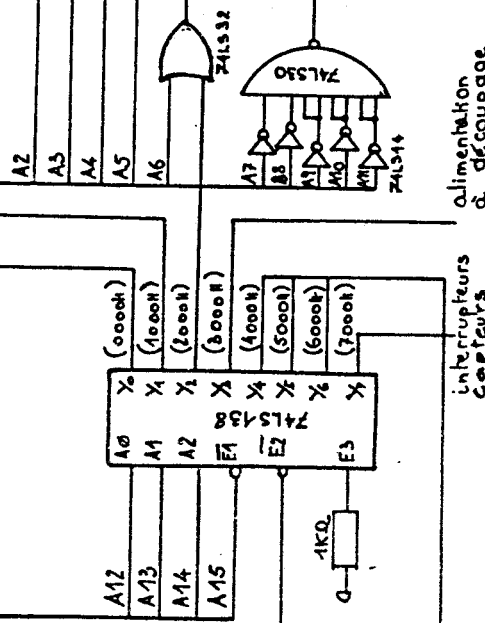 A2
A3
A4
A5
A6
74LS32
A7
A8
A9
A10
A11
74LS30
74LS14
alimentation
à découpage
(0000H)
(1000H)
(2000H)
(3000H)
(4000H)
(5000H)
(6000H)
(7000H)
interrupteurs
capteurs
Y0
Y1
Y2
Y3
Y4
Y5
Y6
Y7
74LS138
A0
A1
A2
E1
E2
E3
A12
A13
A14
A15
1KΩ